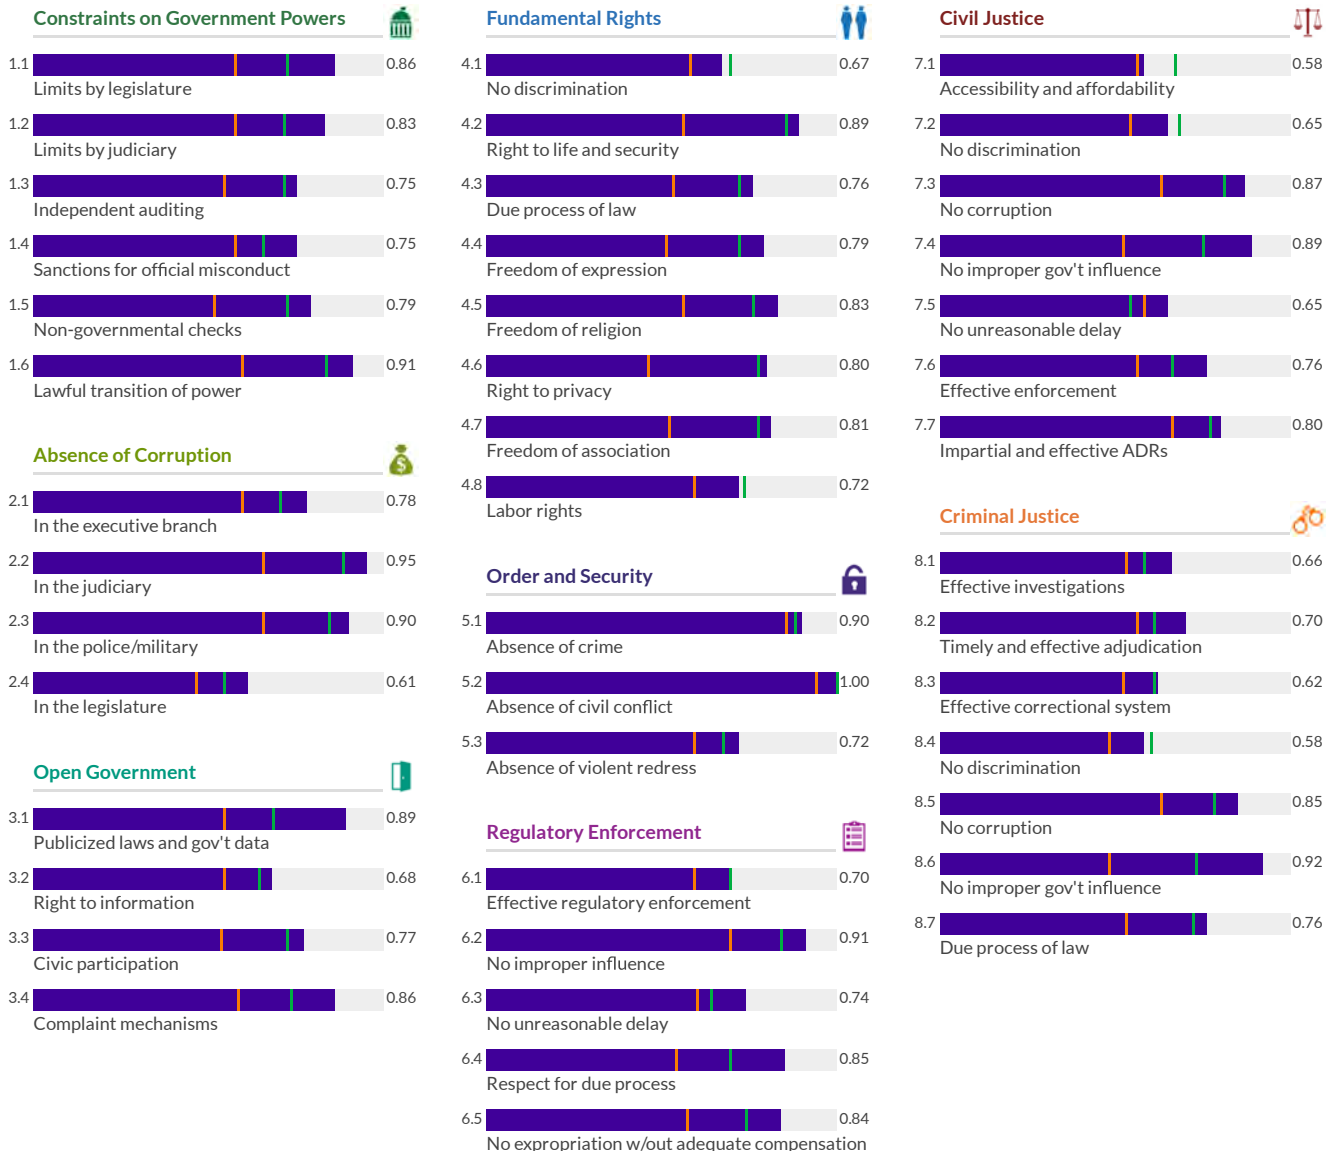 Constraints on Government Powers
1.1 0.86
Limits by legislature
1.2 0.83
Limits by judiciary
1.3 0.75
Independent auditing
1.4 0.75
Sanctions for official misconduct
1.5 0.79
Non-governmental checks
1.6 0.91
Lawful transition of power
Absence of Corruption
2.1 0.78
In the executive branch
2.2 0.95
In the judiciary
2.3 0.90
In the police/military
2.4 0.61
In the legislature
Open Government
3.1 0.89
Publicized laws and gov't data
3.2 0.68
Right to information
3.3 0.77
Civic participation
3.4 0.86
Complaint mechanisms
Fundamental Rights
4.1 0.67
No discrimination
4.2 0.89
Right to life and security
4.3 0.76
Due process of law
4.4 0.79
Freedom of expression
4.5 0.83
Freedom of religion
4.6 0.80
Right to privacy
4.7 0.81
Freedom of association
4.8 0.72
Labor rights
Order and Security
5.1 0.90
Absence of crime
5.2 1.00
Absence of civil conflict
5.3 0.72
Absence of violent redress
Regulatory Enforcement
6.1 0.70
Effective regulatory enforcement
6.2 0.91
No improper influence
6.3 0.74
No unreasonable delay
6.4 0.85
Respect for due process
6.5 0.84
No expropriation w/out adequate compensation
Civil Justice
7.1 0.58
Accessibility and affordability
7.2 0.65
No discrimination
7.3 0.87
No corruption
7.4 0.89
No improper gov't influence
7.5 0.65
No unreasonable delay
7.6 0.76
Effective enforcement
7.7 0.80
Impartial and effective ADRs
Criminal Justice
8.1 0.66
Effective investigations
8.2 0.70
Timely and effective adjudication
8.3 0.62
Effective correctional system
8.4 0.58
No discrimination
8.5 0.85
No corruption
8.6 0.92
No improper gov't influence
8.7 0.76
Due process of law